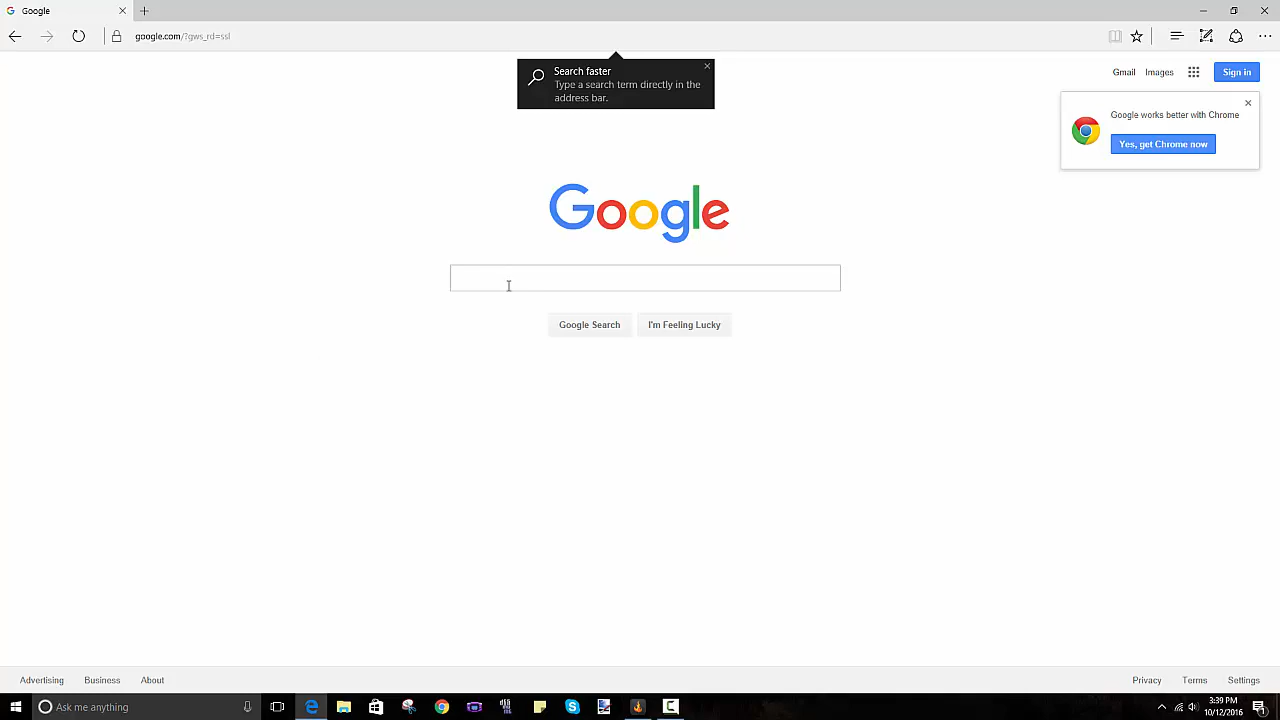 Google
google.com/?gws_rd=ssl
Search faster
Type a search term directly in the
address bar.
Gmail Images Sign in
Google works better with Chrome
Yes, get Chrome now
Google
Google Search I'm Feeling Lucky
Advertising Business About Privacy Terms Settings
Ask me anything
3:39 PM
10/12/2016